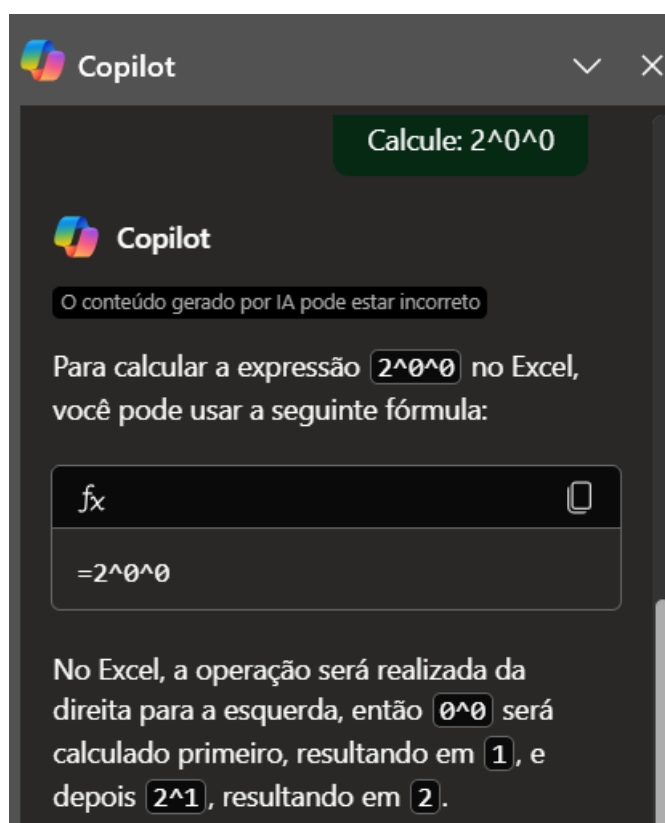 Copilot
Calcule: 2^0^0
Copilot
O conteúdo gerado por IA pode estar incorreto
Para calcular a expressão 2^0^0 no Excel,
você pode usar a seguinte fórmula:
fx
=2^0^0
No Excel, a operação será realizada da
direita para a esquerda, então 0^0 será
calculado primeiro, resultando em 1, e
depois 2^1, resultando em 2.